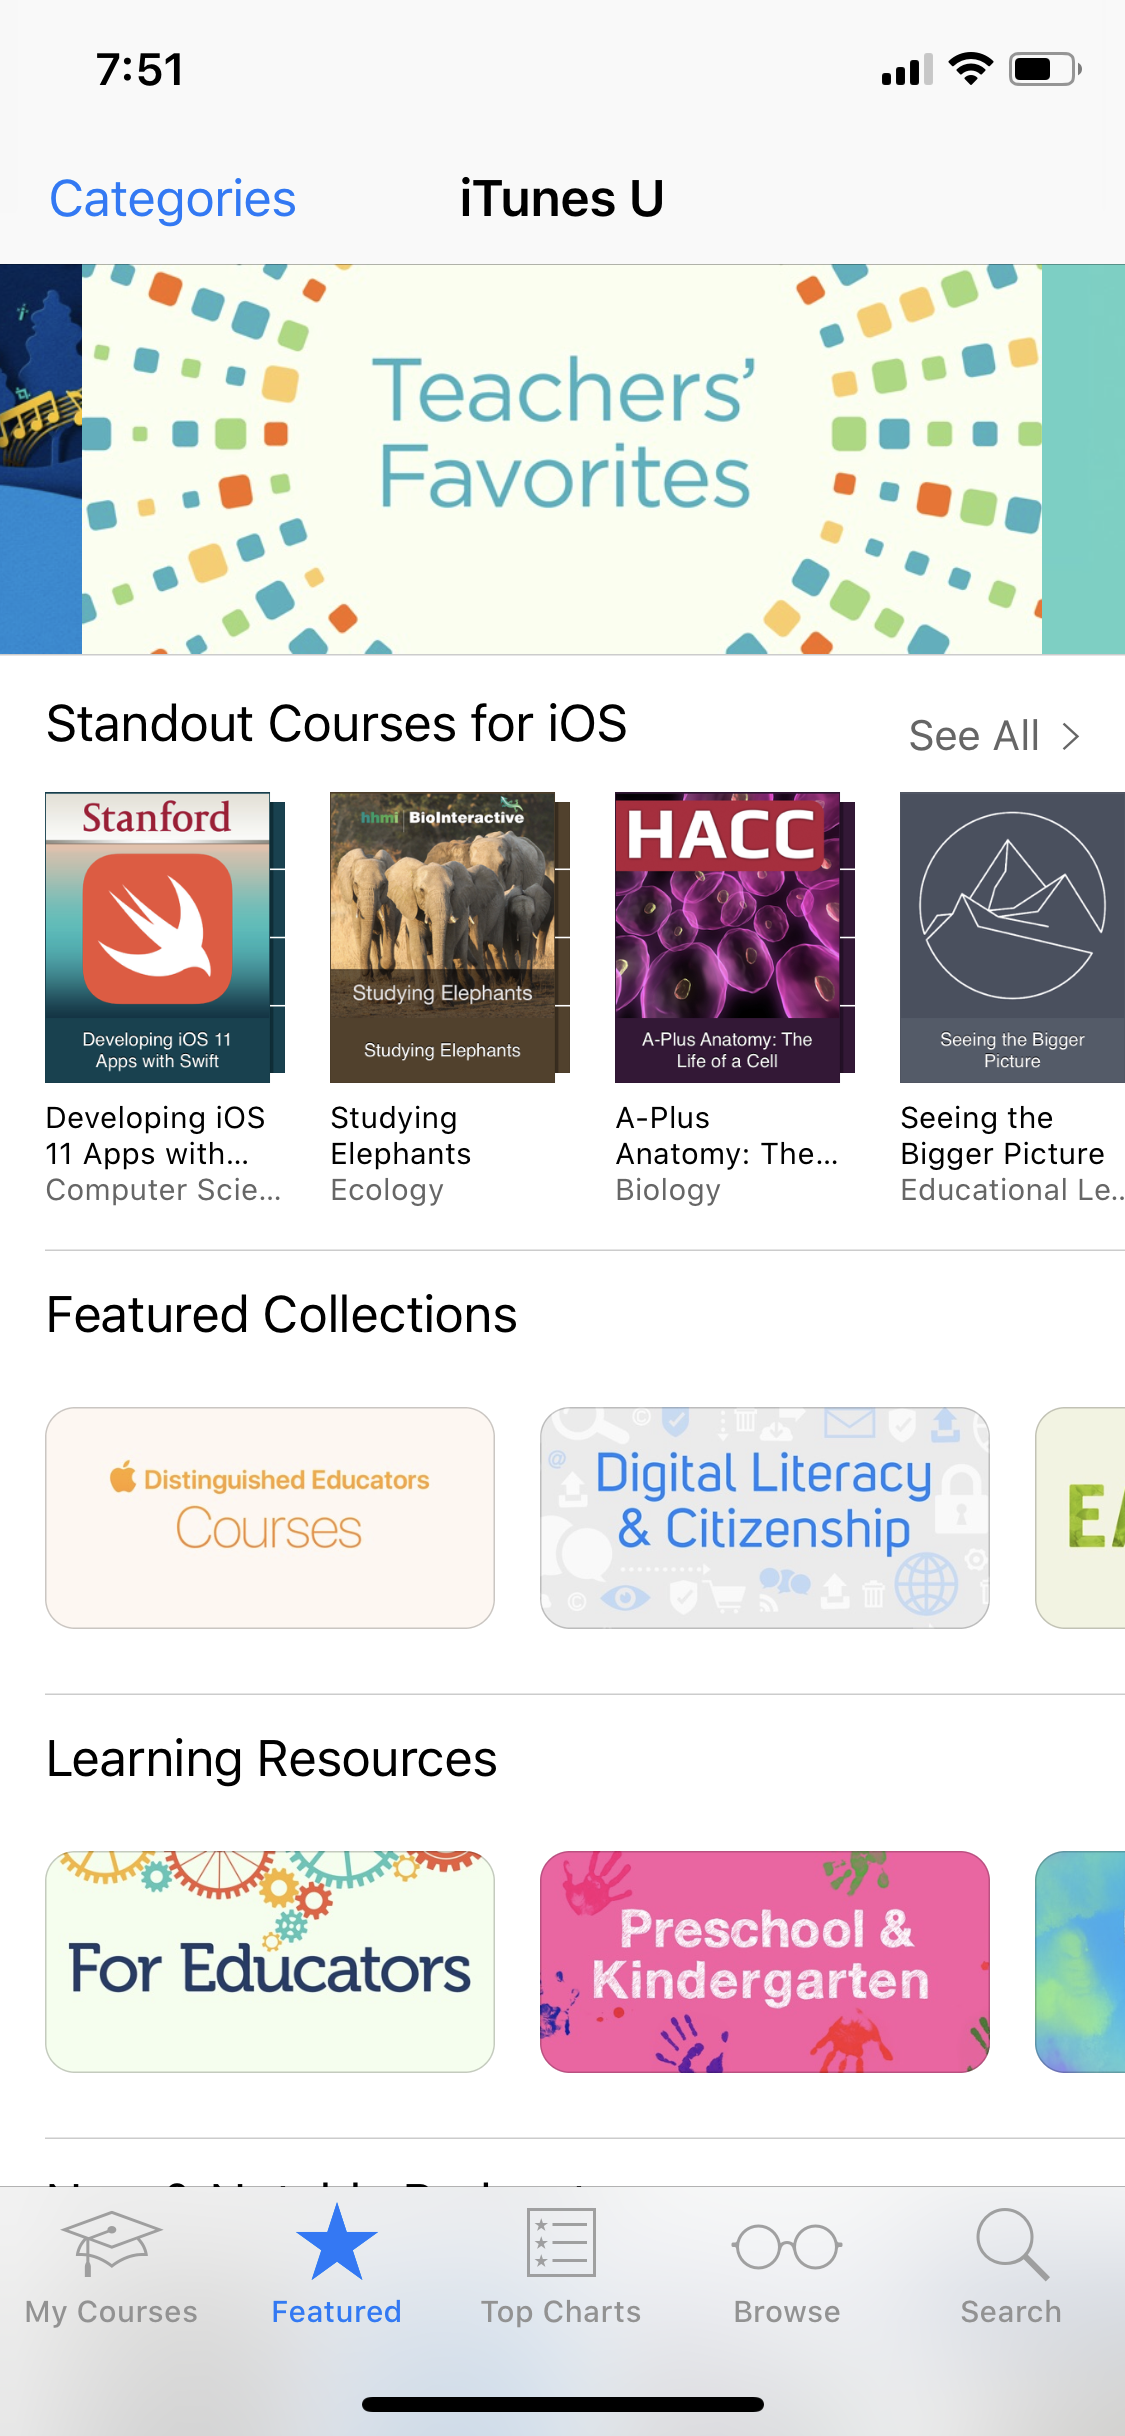 7:51
Categories
iTunes U
Teachers’
Favorites
Standout Courses for iOS
See All
Stanford
Developing iOS 11
Apps with Swift
hhmi BioInteractive
Studying Elephants
Studying Elephants
HACC
A-Plus Anatomy: The
Life of a Cell
Seeing the Bigger
Picture
Developing iOS
11 Apps with...
Computer Scie...
Studying
Elephants
Ecology
A-Plus
Anatomy: The...
Biology
Seeing the
Bigger Picture
Educational Le...
Featured Collections
Distinguished Educators
Courses
Digital Literacy
& Citizenship
Learning Resources
For Educators
Preschool &
Kindergarten
My Courses
Featured
Top Charts
Browse
Search